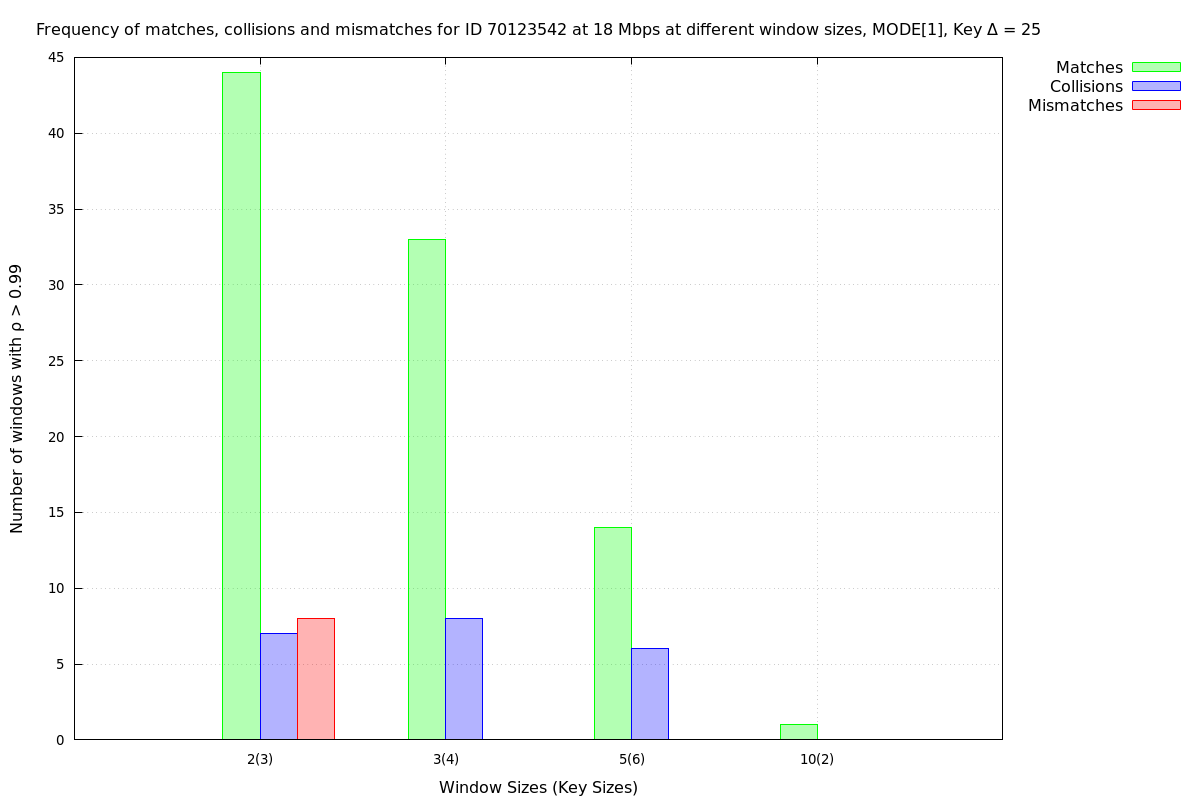 Frequency of matches, collisions and mismatches for ID 70123542 at 18 Mbps at different window sizes, MODE[1], Key Δ = 25
Matches
Collisions
Mismatches
Number of windows with ρ > 0.99
45
40
35
30
25
20
15
10
5
0
2(3) 3(4) 5(6) 10(2)
Window Sizes (Key Sizes)